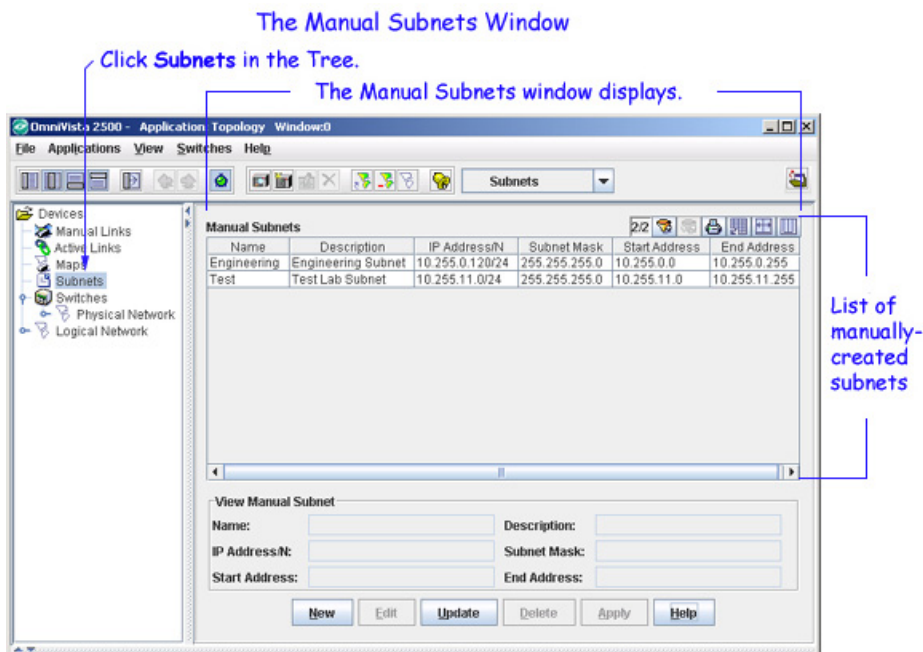 The Manual Subnets Window
Click Subnets in the Tree.
The Manual Subnets window displays.
OmniVista 2500 - Application Topology Window:0
File Applications View Switches Help
Subnets
Devices
Manual Links
Active Links
Maps
Subnets
Switches
Physical Network
Logical Network
Manual Subnets
2/2
Name Description IP Address/N Subnet Mask Start Address End Address
Engineering Engineering Subnet 10.255.0.120/24 255.255.255.0 10.255.0.0 10.255.0.255
Test Test Lab Subnet 10.255.11.0/24 255.255.255.0 10.255.11.0 10.255.11.255
List of
manually-
created
subnets
View Manual Subnet
Name: Description:
IP Address/N: Subnet Mask:
Start Address: End Address:
New Edit Update Delete Apply Help